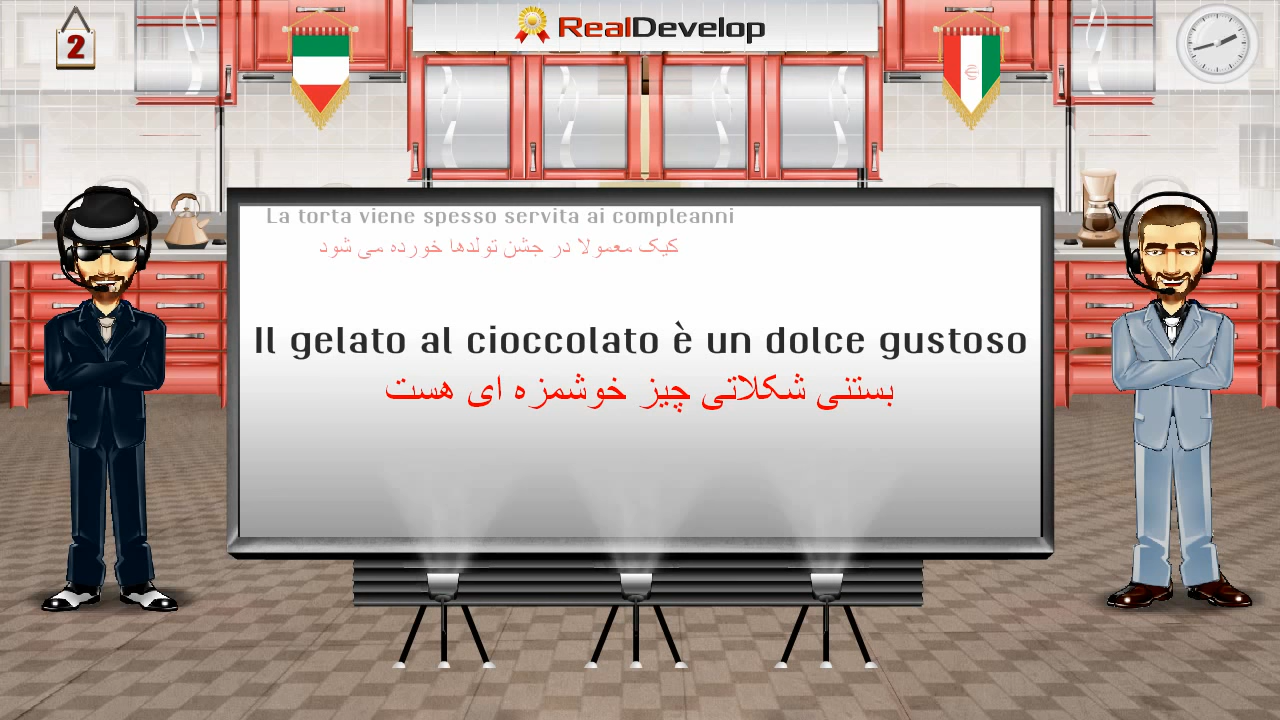 2
RealDevelop
La torta viene spesso servita ai compleanni
کیک معمولا در جشن تولدها خورده می شود
Il gelato al cioccolato è un dolce gustoso
بستنی شکلاتی چیز خوشمزه ای هست